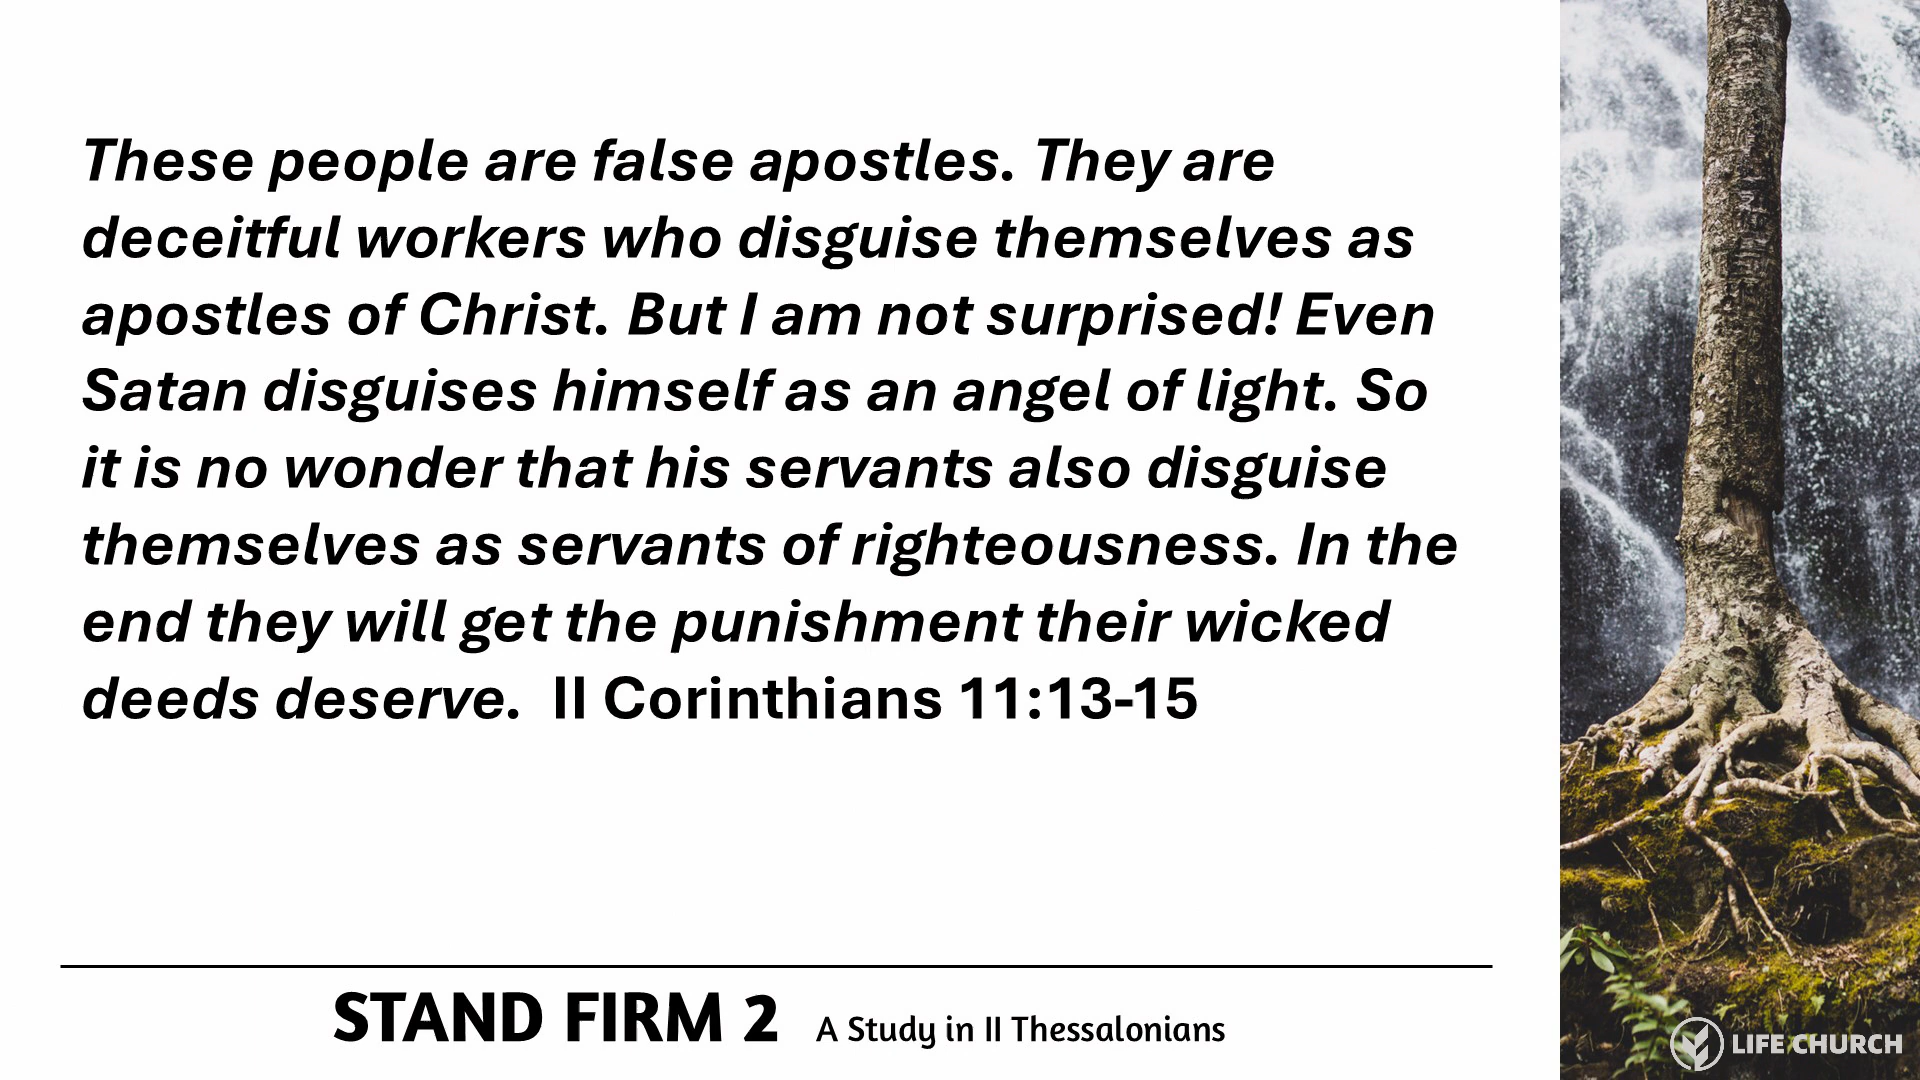 These people are false apostles. They are
deceitful workers who disguise themselves as
apostles of Christ. But I am not surprised! Even
Satan disguises himself as an angel of light. So
it is no wonder that his servants also disguise
themselves as servants of righteousness. In the
end they will get the punishment their wicked
deeds deserve.  II Corinthians 11:13-15
STAND FIRM 2 A Study in II Thessalonians
LIFE CHURCH